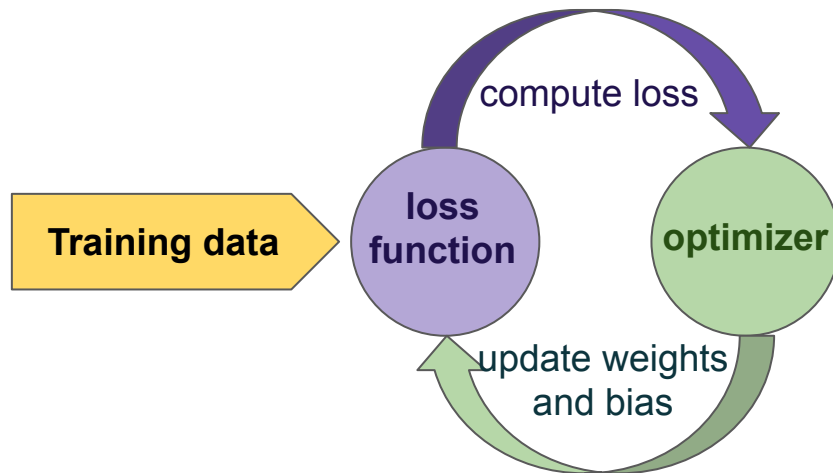 compute loss
Training data
loss
function
optimizer
update weights
and bias